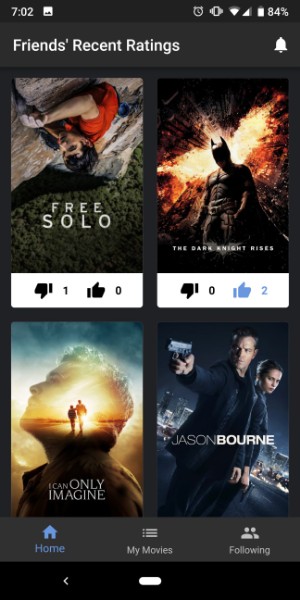 7:02
84%
Friends' Recent Ratings
FREE
SOLO
THE DARK KNIGHT RISES
1 0
0 2
I CAN ONLY
IMAGINE
JASON BOURNE
Home My Movies Following